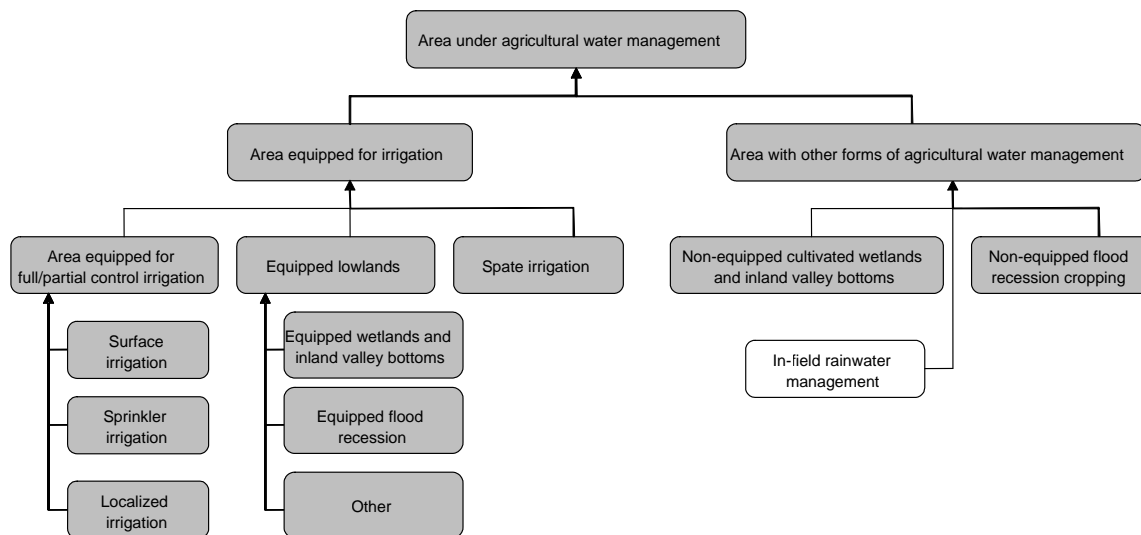 Area under agricultural water management
Area equipped for irrigation
Area with other forms of agricultural water management
Area equipped for
full/partial control irrigation
Equipped lowlands
Spate irrigation
Non-equipped cultivated wetlands
and inland valley bottoms
Non-equipped flood
recession cropping
Surface
irrigation
Equipped wetlands and
inland valley bottoms
In-field rainwater
management
Sprinkler
irrigation
Equipped flood
recession
Localized
irrigation
Other